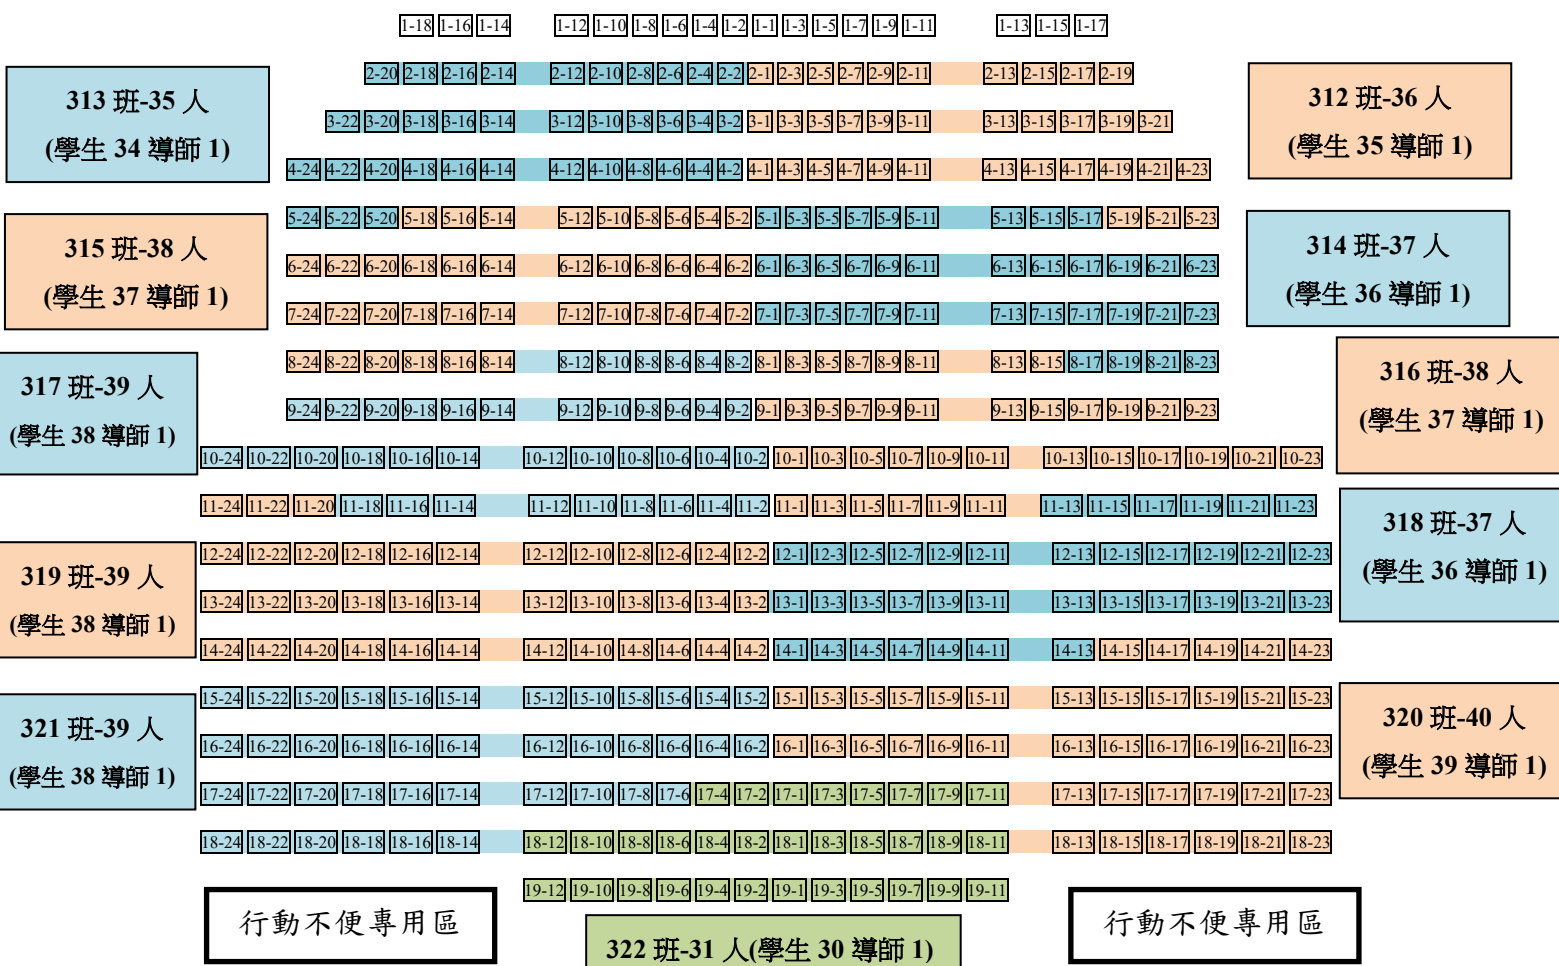 1-18 1-16 1-14 1-12 1-10 1-8 1-6 1-4 1-2 1-1 1-3 1-5 1-7 1-9 1-11 1-13 1-15 1-17
2-20 2-18 2-16 2-14 2-12 2-10 2-8 2-6 2-4 2-2 2-1 2-3 2-5 2-7 2-9 2-11 2-13 2-15 2-17 2-19
313 班-35 人
(學生 34 導師 1)
312 班-36 人
(學生 35 導師 1)
3-22 3-20 3-18 3-16 3-14 3-12 3-10 3-8 3-6 3-4 3-2 3-1 3-3 3-5 3-7 3-9 3-11 3-13 3-15 3-17 3-19 3-21
4-24 4-22 4-20 4-18 4-16 4-14 4-12 4-10 4-8 4-6 4-4 4-2 4-1 4-3 4-5 4-7 4-9 4-11 4-13 4-15 4-17 4-19 4-21 4-23
5-24 5-22 5-20 5-18 5-16 5-14 5-12 5-10 5-8 5-6 5-4 5-2 5-1 5-3 5-5 5-7 5-9 5-11 5-13 5-15 5-17 5-19 5-21 5-23
315 班-38 人
(學生 37 導師 1)
314 班-37 人
(學生 36 導師 1)
6-24 6-22 6-20 6-18 6-16 6-14 6-12 6-10 6-8 6-6 6-4 6-2 6-1 6-3 6-5 6-7 6-9 6-11 6-13 6-15 6-17 6-19 6-21 6-23
7-24 7-22 7-20 7-18 7-16 7-14 7-12 7-10 7-8 7-6 7-4 7-2 7-1 7-3 7-5 7-7 7-9 7-11 7-13 7-15 7-17 7-19 7-21 7-23
8-24 8-22 8-20 8-18 8-16 8-14 8-12 8-10 8-8 8-6 8-4 8-2 8-1 8-3 8-5 8-7 8-9 8-11 8-13 8-15 8-17 8-19 8-21 8-23
317 班-39 人
(學生 38 導師 1)
316 班-38 人
(學生 37 導師 1)
9-24 9-22 9-20 9-18 9-16 9-14 9-12 9-10 9-8 9-6 9-4 9-2 9-1 9-3 9-5 9-7 9-9 9-11 9-13 9-15 9-17 9-19 9-21 9-23
10-24 10-22 10-20 10-18 10-16 10-14 10-12 10-10 10-8 10-6 10-4 10-2 10-1 10-3 10-5 10-7 10-9 10-11 10-13 10-15 10-17 10-19 10-21 10-23
11-24 11-22 11-20 11-18 11-16 11-14 11-12 11-10 11-8 11-6 11-4 11-2 11-1 11-3 11-5 11-7 11-9 11-11 11-13 11-15 11-17 11-19 11-21 11-23
318 班-37 人
(學生 36 導師 1)
12-24 12-22 12-20 12-18 12-16 12-14 12-12 12-10 12-8 12-6 12-4 12-2 12-1 12-3 12-5 12-7 12-9 12-11 12-13 12-15 12-17 12-19 12-21 12-23
319 班-39 人
(學生 38 導師 1)
13-24 13-22 13-20 13-18 13-16 13-14 13-12 13-10 13-8 13-6 13-4 13-2 13-1 13-3 13-5 13-7 13-9 13-11 13-13 13-15 13-17 13-19 13-21 13-23
14-24 14-22 14-20 14-18 14-16 14-14 14-12 14-10 14-8 14-6 14-4 14-2 14-1 14-3 14-5 14-7 14-9 14-11 14-13 14-15 14-17 14-19 14-21 14-23
15-24 15-22 15-20 15-18 15-16 15-14 15-12 15-10 15-8 15-6 15-4 15-2 15-1 15-3 15-5 15-7 15-9 15-11 15-13 15-15 15-17 15-19 15-21 15-23
321 班-39 人
(學生 38 導師 1)
320 班-40 人
(學生 39 導師 1)
16-24 16-22 16-20 16-18 16-16 16-14 16-12 16-10 16-8 16-6 16-4 16-2 16-1 16-3 16-5 16-7 16-9 16-11 16-13 16-15 16-17 16-19 16-21 16-23
17-24 17-22 17-20 17-18 17-16 17-14 17-12 17-10 17-8 17-6 17-4 17-2 17-1 17-3 17-5 17-7 17-9 17-11 17-13 17-15 17-17 17-19 17-21 17-23
18-24 18-22 18-20 18-18 18-16 18-14 18-12 18-10 18-8 18-6 18-4 18-2 18-1 18-3 18-5 18-7 18-9 18-11 18-13 18-15 18-17 18-19 18-21 18-23
19-12 19-10 19-8 19-6 19-4 19-2 19-1 19-3 19-5 19-7 19-9 19-11
行動不便專用區
行動不便專用區
322 班-31 人(學生 30 導師 1)